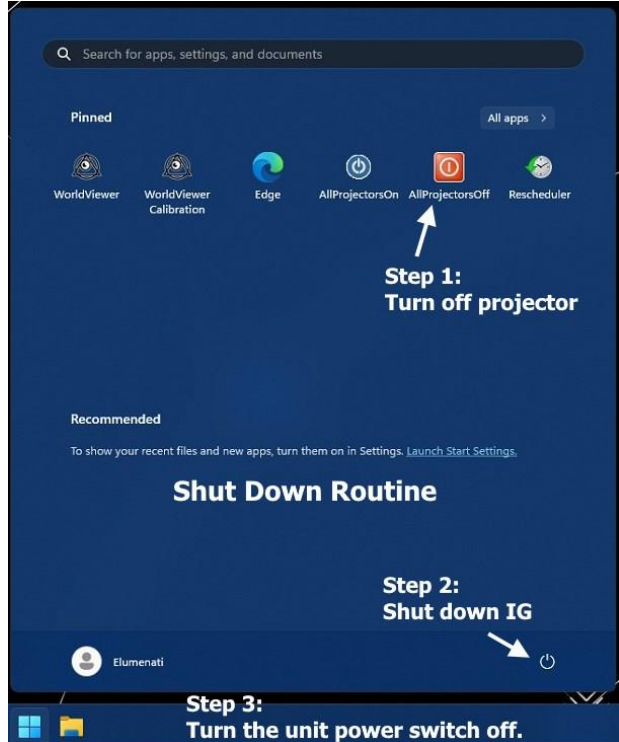 Search for apps, settings, and documents
Pinned
All apps >
WorldViewer
WorldViewer
Calibration
Edge
AllProjectorsOn
AllProjectorsOff
Rescheduler
Step 1:
Turn off projector
Recommended
To show your recent files and new apps, turn them on in Settings. Launch Start Settings.
Shut Down Routine
Step 2:
Shut down IG
Elumenati
Step 3:
Turn the unit power switch off.